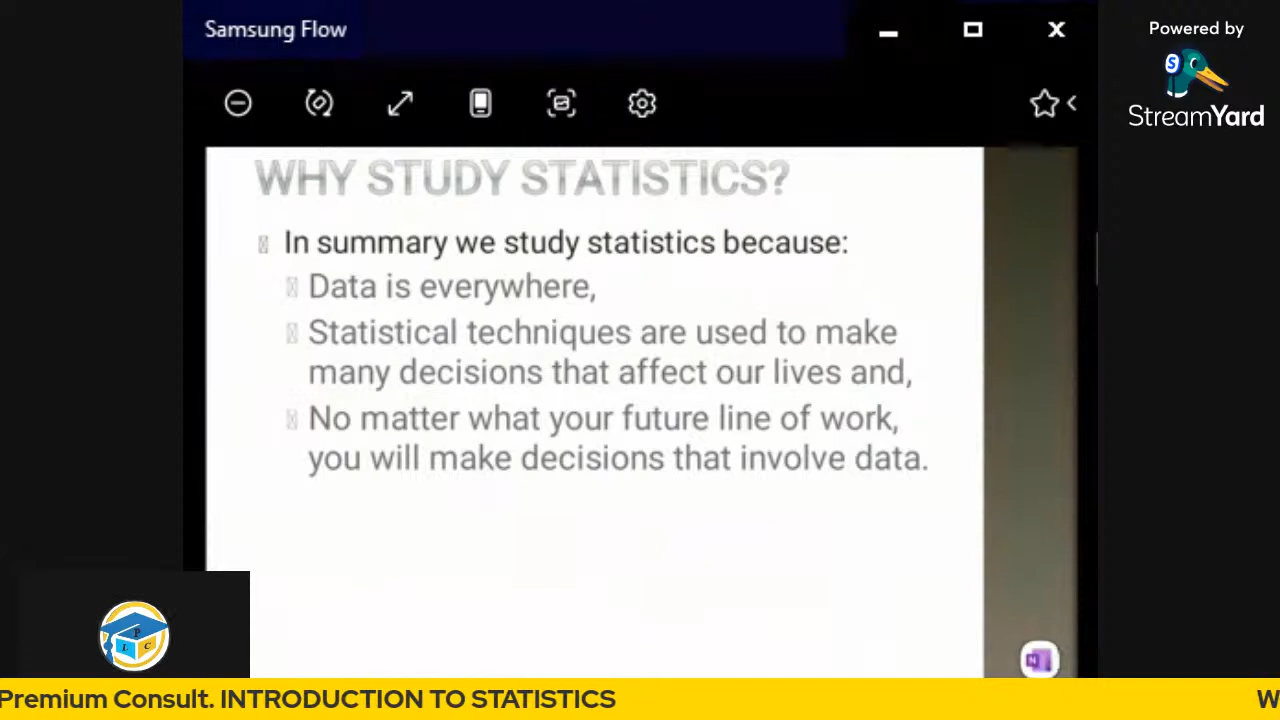 Samsung Flow
Powered by
S
StreamYard
WHY STUDY STATISTICS?
In summary we study statistics because:
Data is everywhere,
Statistical techniques are used to make
many decisions that affect our lives and,
No matter what your future line of work,
you will make decisions that involve data.
N
P
L C
Premium Consult. INTRODUCTION TO STATISTICS
W